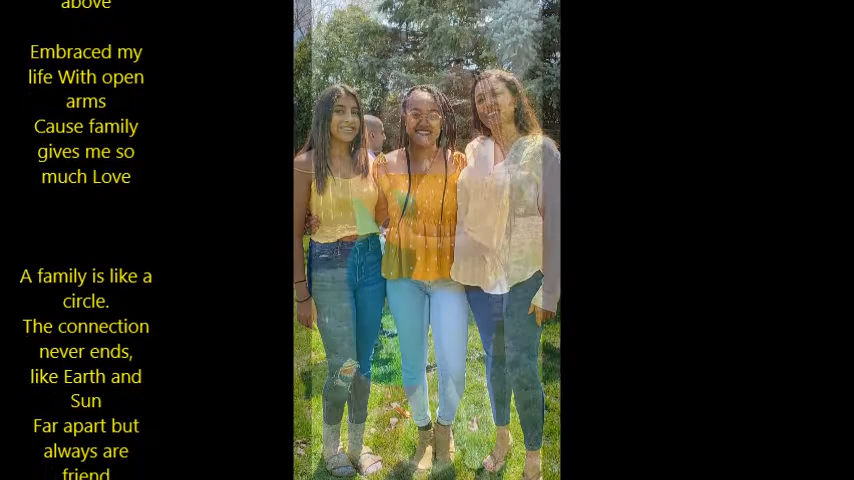 above
Embraced my
life With open
arms
Cause family
gives me so
much Love
A family is like a
circle.
The connection
never ends,
like Earth and
Sun
Far apart but
always are
friend